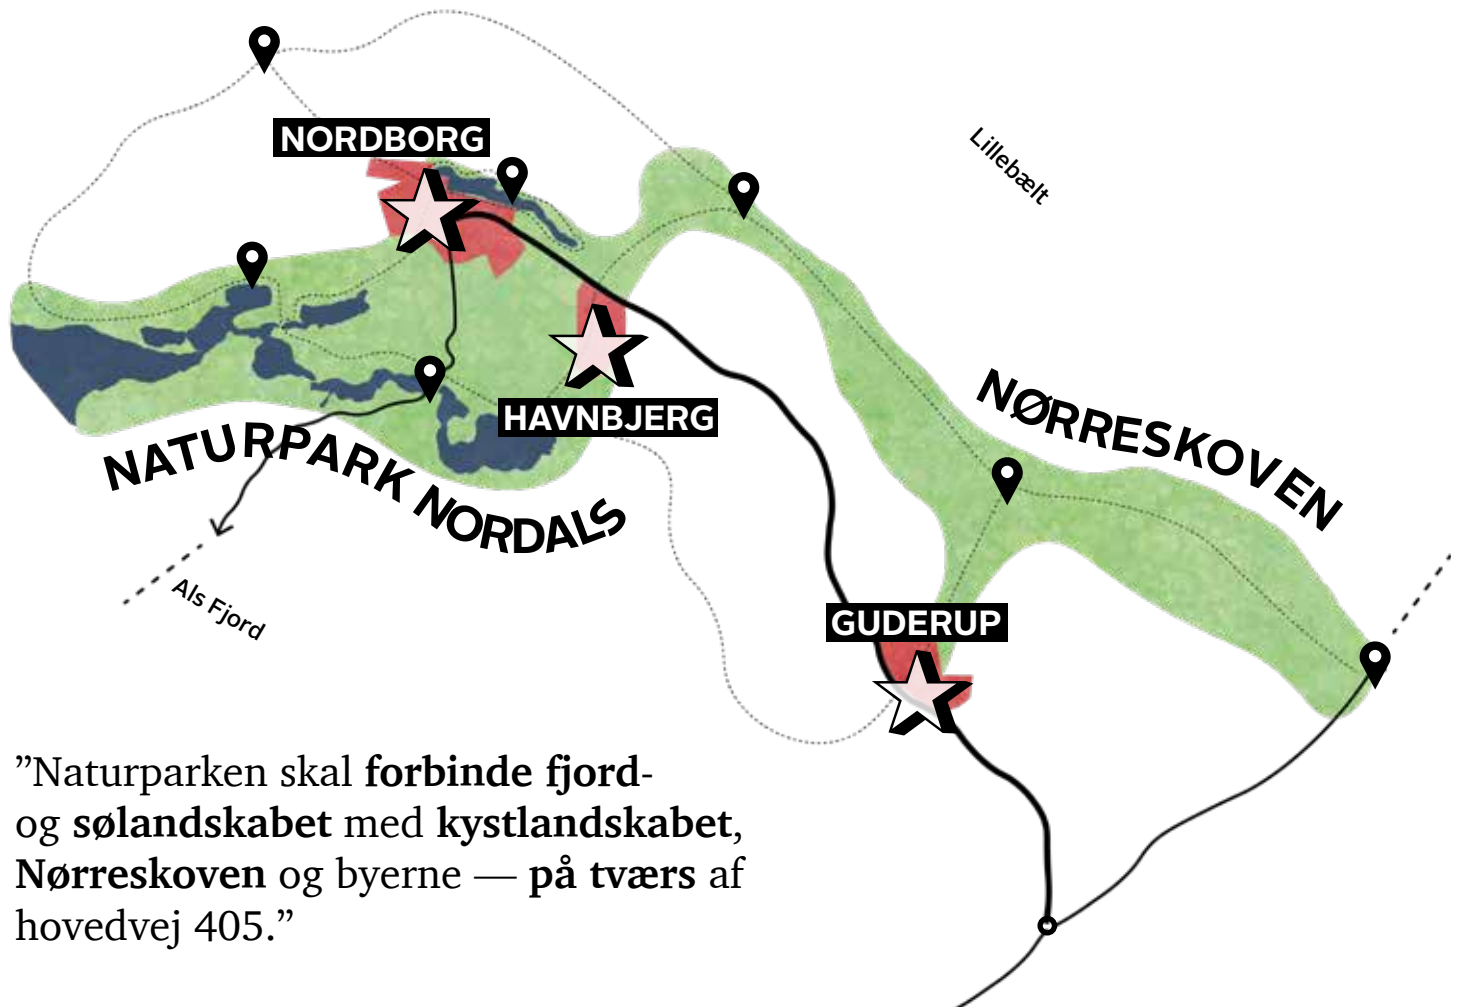 Lillebælt
NORDBORG
HAVNBJERG
NØRRESKOVEN
NATURPARK NORDALS
Als Fjord
GUDERUP
”Naturparken skal forbinde fjord-
og sølandskabet med kystlandskabet,
Nørreskoven og byerne — på tværs af
hovedvej 405.”